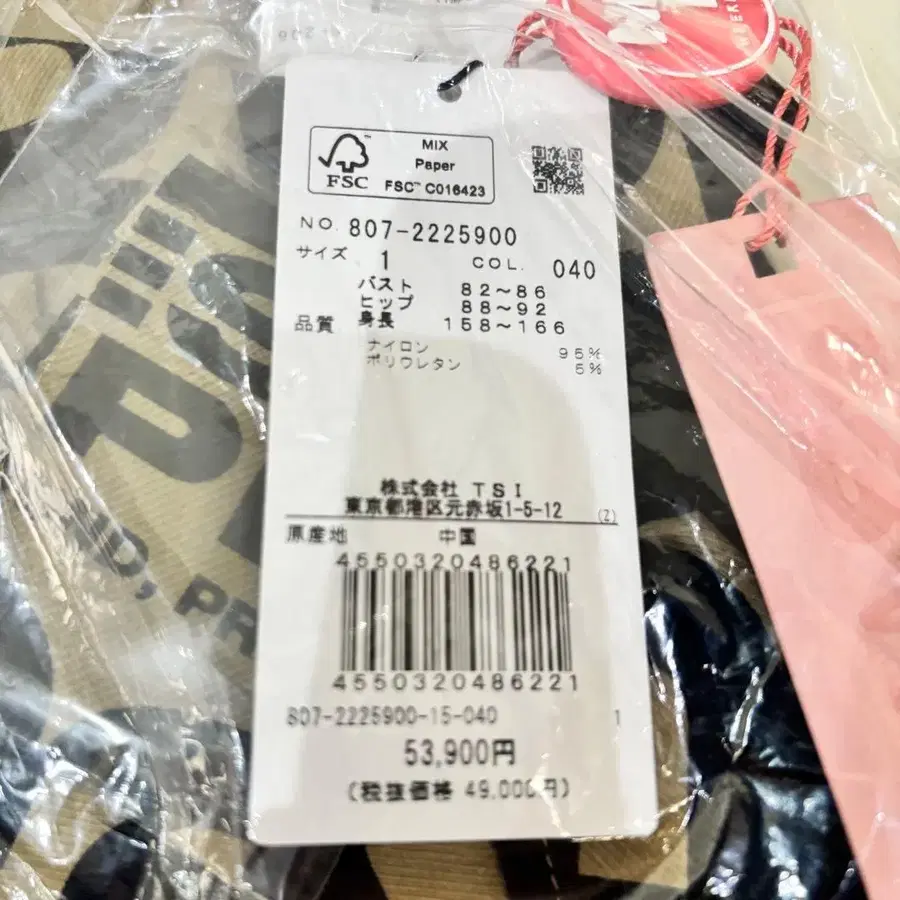 MIX
Paper
FSC™ C016423
FSC
NO. 807-2225900
サイズ 1 COL. 040
バスト 82～86
ヒップ 88～92
身長 158～166
品質
ナイロン 95%
ポリウレタン 5%
株式会社 TSI
東京都港区元赤坂1-5-12 (Z)
原産地 中国
4550320486221
4550320486221
807-2225900-15-040 1
53,900円
(税抜価格 49,000円)